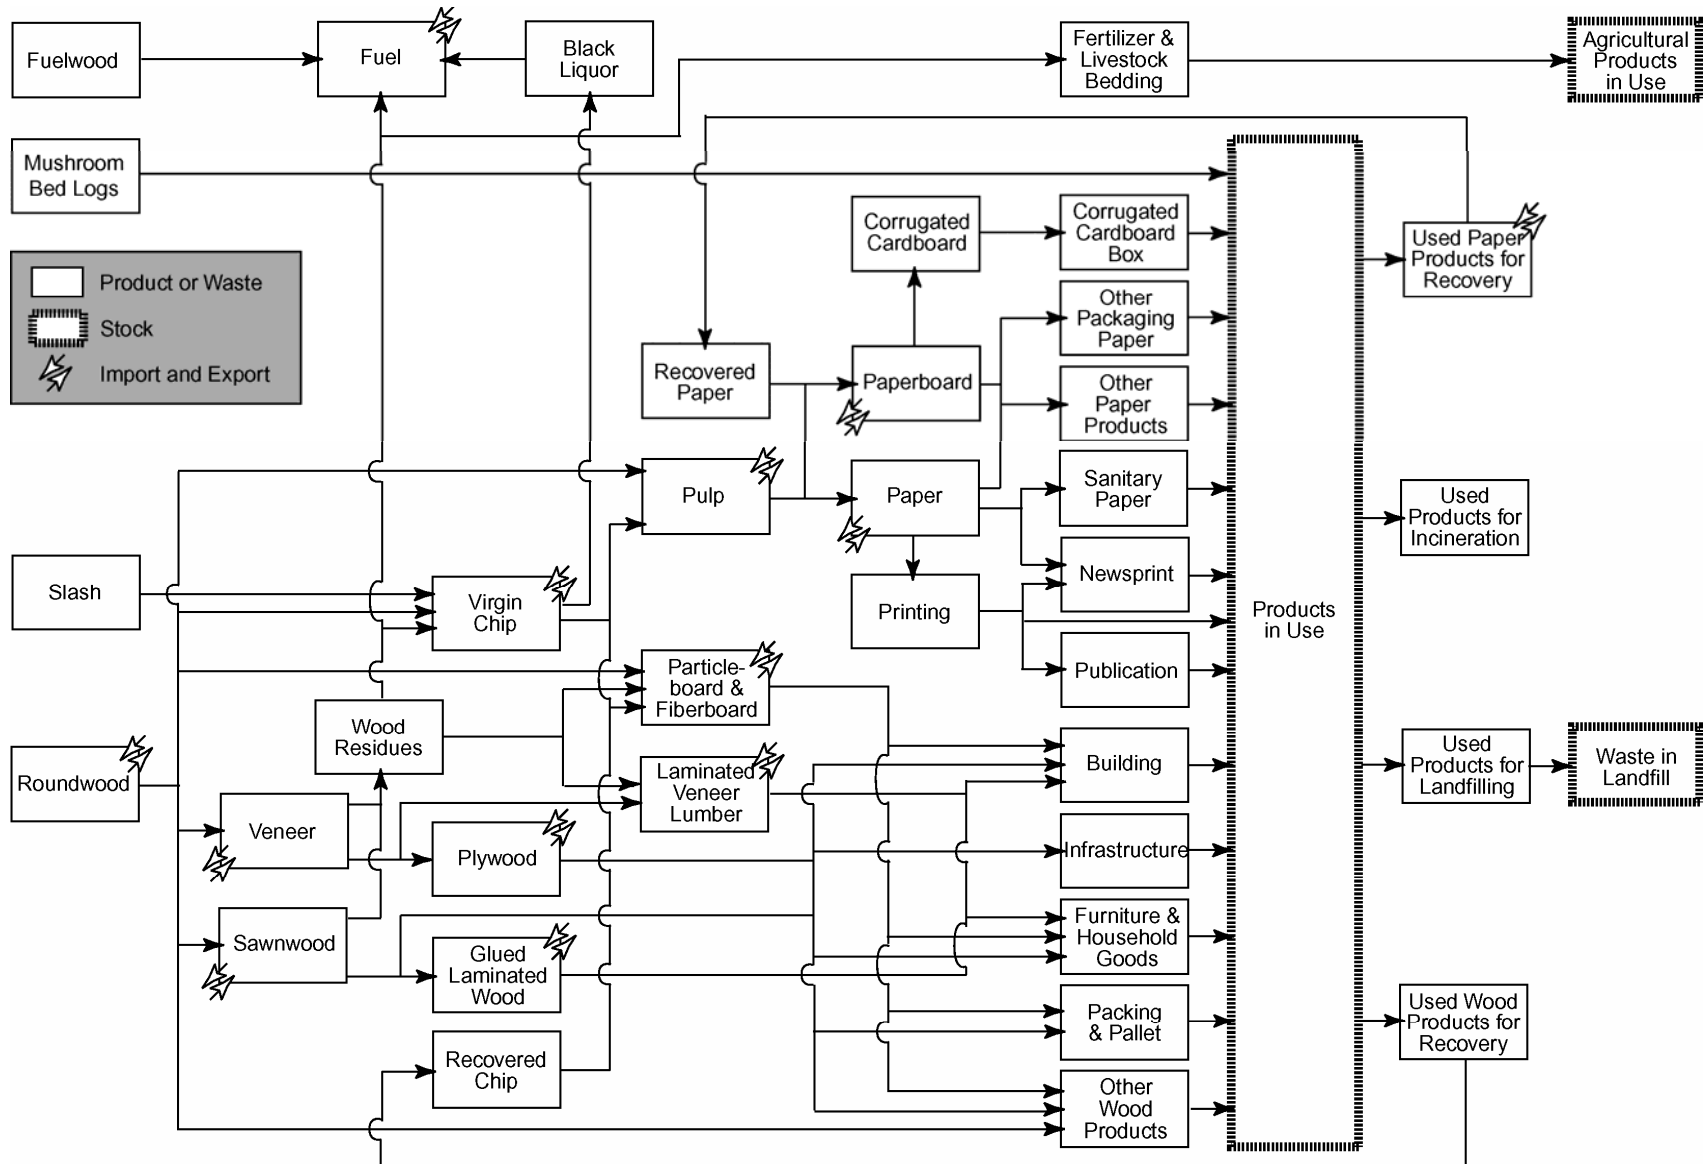 Fuelwood
Fuel
Black
Liquor
Fertilizer &
Livestock
Bedding
Agricultural
Products
in Use
Mushroom
Bed Logs
Product or Waste
Stock
Import and Export
Corrugated
Cardboard
Corrugated
Cardboard
Box
Used Paper
Products for
Recovery
Other
Packaging
Paper
Recovered
Paper
Paperboard
Other
Paper
Products
Pulp
Paper
Sanitary
Paper
Used
Products for
Incineration
Slash
Virgin
Chip
Printing
Newsprint
Products
in Use
Publication
Particle-
board &
Fiberboard
Wood
Residues
Roundwood
Laminated
Veneer
Lumber
Building
Used
Products for
Landfilling
Waste in
Landfill
Veneer
Plywood
Infrastructure
Sawnwood
Glued
Laminated
Wood
Furniture &
Household
Goods
Packing
& Pallet
Used Wood
Products for
Recovery
Recovered
Chip
Other
Wood
Products